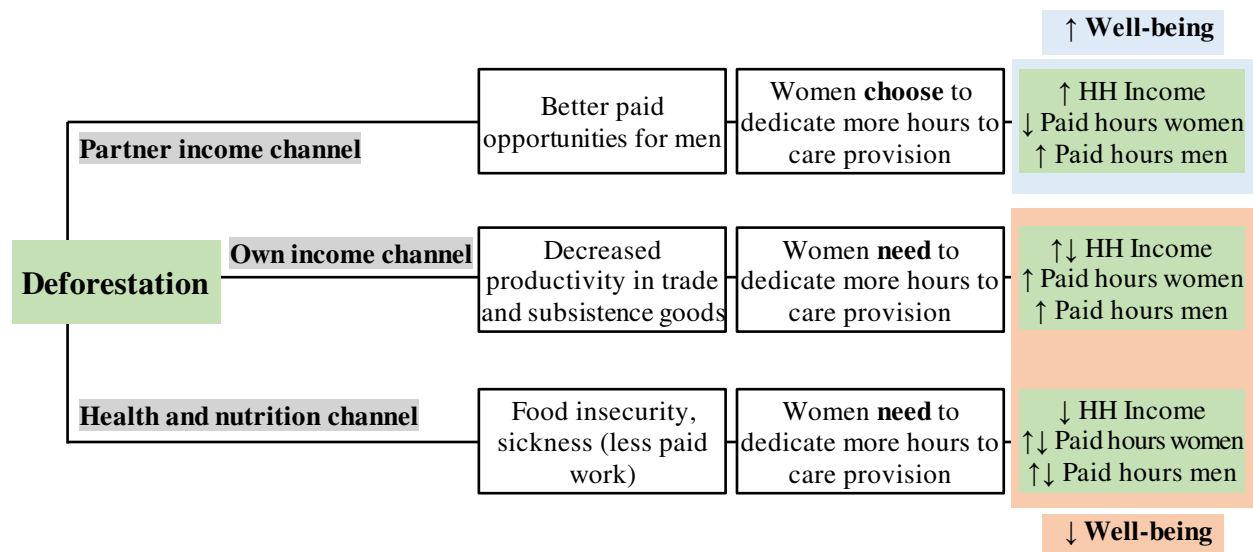 ↑ Well-being
Partner income channel
Better paid
opportunities for men
Women choose to
dedicate more hours to
care provision
↑ HH Income
↓ Paid hours women
↑ Paid hours men
Deforestation
Own income channel
Decreased
productivity in trade
and subsistence goods
Women need to
dedicate more hours to
care provision
↑↓ HH Income
↑ Paid hours women
↑ Paid hours men
Health and nutrition channel
Food insecurity,
sickness (less paid
work)
Women need to
dedicate more hours to
care provision
↓ HH Income
↑↓ Paid hours women
↑↓ Paid hours men
↓ Well-being